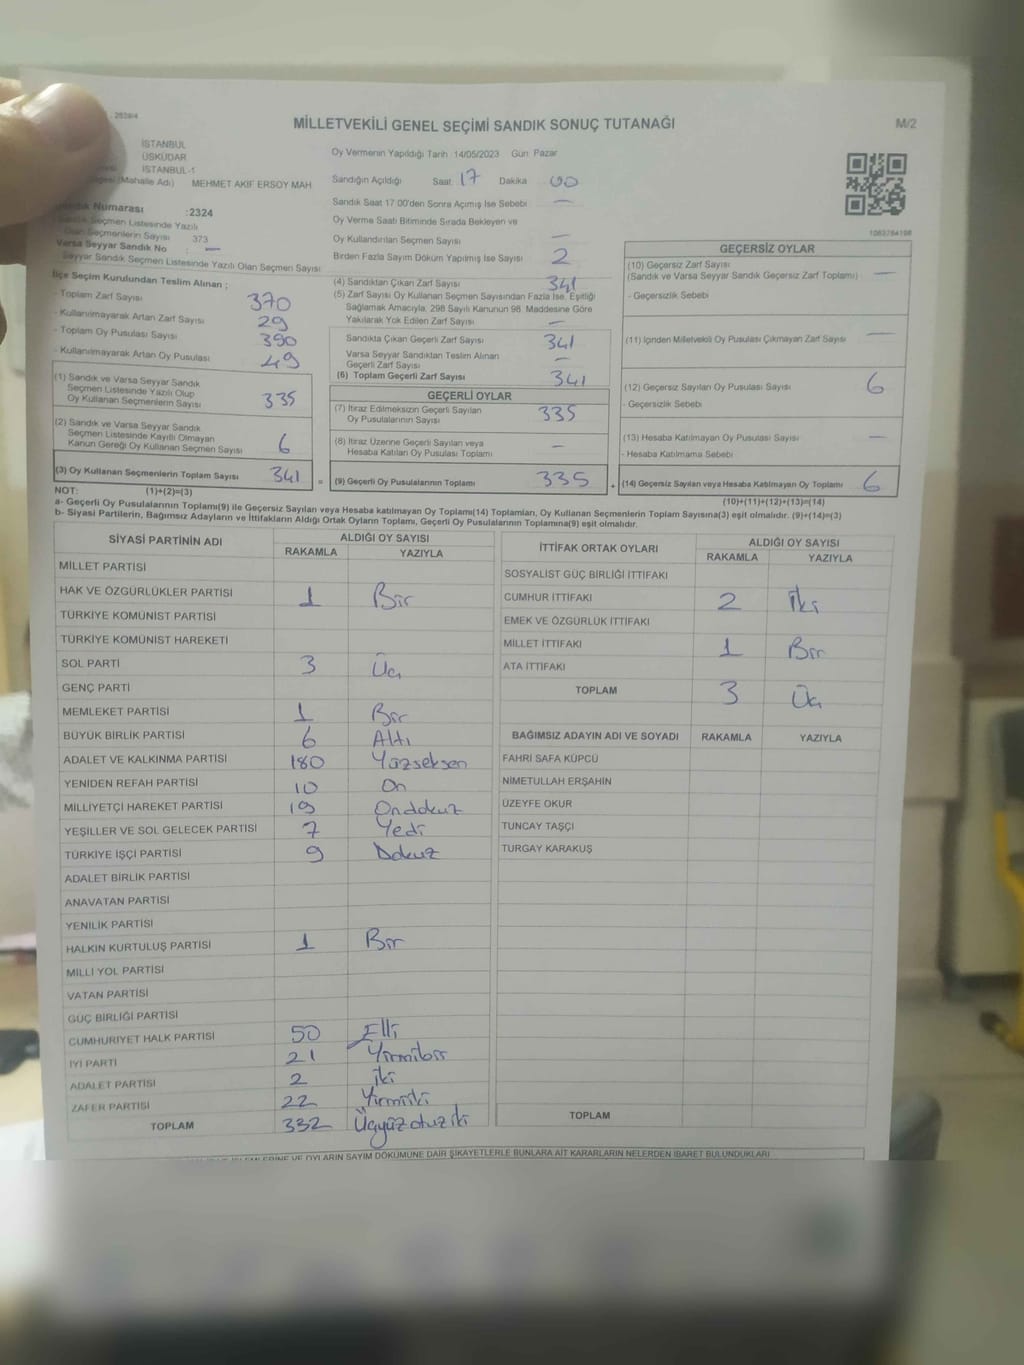 2839/4
MİLLETVEKİLİ GENEL SEÇİMİ SANDIK SONUÇ TUTANAĞI
M/2
İSTANBUL
ÜSKÜDAR
İSTANBUL-1
(Mahalle Adı) MEHMET AKİF ERSOY MAH
Sandık Numarası :2324
Sandık Seçmen Listesinde Yazılı
Olan Seçmenlerin Sayısı 373
Varsa Seyyar Sandık No : —
Seyyar Sandık Seçmen Listesinde Yazılı Olan Seçmen Sayısı
Oy Vermenin Yapıldığı Tarih 14/05/2023 Gün Pazar
Sandığın Açıldığı Saat 17 Dakika 00
Sandık Saat 17 00'den Sonra Açımış İse Sebebi —
Oy Verme Saati Bitiminde Sırada Bekleyen ve
Oy Kullandırılan Seçmen Sayısı —
Birden Fazla Sayım Döküm Yapılmış İse Sayısı 2
1083784198
İlçe Seçim Kurulundan Teslim Alınan ;
- Toplam Zarf Sayısı 370
- Kullanılmayarak Artan Zarf Sayısı 29
- Toplam Oy Pusulası Sayısı 390
- Kullanılmayarak Artan Oy Pusulası 49
(1) Sandık ve Varsa Seyyar Sandık
Seçmen Listesinde Yazılı Olup
Oy Kullanan Seçmenlerin Sayısı 335
(2) Sandık ve Varsa Seyyar Sandık
Seçmen Listesinde Kayıtlı Olmayan
Kanun Gereği Oy Kullanan Seçmen Sayısı 6
(3) Oy Kullanan Seçmenlerin Toplam Sayısı 341 =
(4) Sandıktan Çıkan Zarf Sayısı 341
(5) Zarf Sayısı Oy Kullanan Seçmen Sayısından Fazla İse, Eşitliği
Sağlamak Amacıyla, 298 Sayılı Kanunun 98. Maddesine Göre
Yakılarak Yok Edilen Zarf Sayısı —
Sandıkta Çıkan Geçerli Zarf Sayısı 341
Varsa Seyyar Sandıktan Teslim Alınan
Geçerli Zarf Sayısı —
(6) Toplam Geçerli Zarf Sayısı 341
GEÇERLİ OYLAR
(7) İtiraz Edilmeksizin Geçerli Sayılan
Oy Pusulalarının Sayısı 335
(8) İtiraz Üzerine Geçerli Sayılan veya
Hesaba Katılan Oy Pusulası Toplamı —
(9) Geçerli Oy Pusulalarının Toplamı 335 +
GEÇERSİZ OYLAR
(10) Geçersiz Zarf Sayısı
(Sandık ve Varsa Seyyar Sandık Geçersiz Zarf Toplamı) —
- Geçersizlik Sebebi
(11) İçinden Milletvekili Oy Pusulası Çıkmayan Zarf Sayısı —
(12) Geçersiz Sayılan Oy Pusulası Sayısı 6
- Geçersizlik Sebebi
(13) Hesaba Katılmayan Oy Pusulası Sayısı —
- Hesaba Katılmama Sebebi
(14) Geçersiz Sayılan veya Hesaba Katılmayan Oy Toplamı 6
NOT: (1)+(2)=(3)
(10)+(11)+(12)+(13)=(14)
a- Geçerli Oy Pusulalarının Toplamı(9) ile Geçersiz Sayılan veya Hesaba katılmayan Oy Toplamı(14) Toplamları, Oy Kullanan Seçmenlerin Toplam Sayısına(3) eşit olmalıdır. (9)+(14)=(3)
b- Siyasi Partilerin, Bağımsız Adayların ve İttifakların Aldığı Ortak Oyların Toplamı, Geçerli Oy Pusulalarının Toplamına(9) eşit olmalıdır.
SİYASİ PARTİNİN ADI ALDIĞI OY SAYISI
RAKAMLA YAZIYLA
MİLLET PARTİSİ
HAK VE ÖZGÜRLÜKLER PARTİSİ 1 Bir
TÜRKİYE KOMÜNİST PARTİSİ
TÜRKİYE KOMÜNİST HAREKETİ
SOL PARTİ 3 Üç
GENÇ PARTİ
MEMLEKET PARTİSİ 1 Bir
BÜYÜK BİRLİK PARTİSİ 6 Altı
ADALET VE KALKINMA PARTİSİ 180 Yüzseksen
YENİDEN REFAH PARTİSİ 10 On
MİLLİYETÇİ HAREKET PARTİSİ 19 Ondokuz
YEŞİLLER VE SOL GELECEK PARTİSİ 7 Yedi
TÜRKİYE İŞÇİ PARTİSİ 9 Dokuz
ADALET BİRLİK PARTİSİ
ANAVATAN PARTİSİ
YENİLİK PARTİSİ
HALKIN KURTULUŞ PARTİSİ 1 Bir
MİLLİ YOL PARTİSİ
VATAN PARTİSİ
GÜÇ BİRLİĞİ PARTİSİ
CUMHURİYET HALK PARTİSİ 50 Elli
İYİ PARTİ 21 Yirmibir
ADALET PARTİSİ 2 İki
ZAFER PARTİSİ 22 Yirmiiki
TOPLAM 332 Üçyüzotuziki
İTTİFAK ORTAK OYLARI ALDIĞI OY SAYISI
RAKAMLA YAZIYLA
SOSYALİST GÜÇ BİRLİĞİ İTTİFAKI
CUMHUR İTTİFAKI 2 İki
EMEK VE ÖZGÜRLÜK İTTİFAKI
MİLLET İTTİFAKI 1 Bir
ATA İTTİFAKI
TOPLAM 3 Üç
BAĞIMSIZ ADAYIN ADI VE SOYADI RAKAMLA YAZIYLA
FAHRİ SAFA KÜPCÜ
NİMETULLAH ERŞAHİN
ÜZEYFE OKUR
TUNCAY TAŞÇI
TURGAY KARAKUŞ
TOPLAM
VE OYLARIN SAYIM DÖKÜMÜNE DAİR ŞİKAYETLERLE BUNLARA AİT KARARLARIN NELERDEN İBARET BULUNDUKLARI